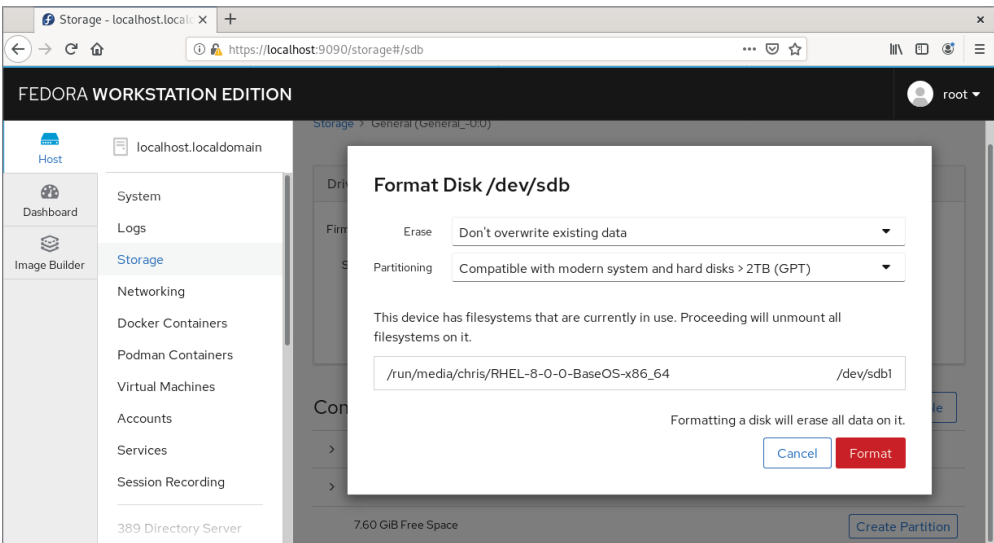 Storage - localhost.local
https://localhost:9090/storage#/sdb
FEDORA WORKSTATION EDITION
root
Host
Dashboard
Image Builder
localhost.localdomain
System
Logs
Storage
Networking
Docker Containers
Podman Containers
Virtual Machines
Accounts
Services
Session Recording
389 Directory Server
Storage > General (General_-0:0)
Format Disk /dev/sdb
Erase Don't overwrite existing data
Partitioning Compatible with modern system and hard disks > 2TB (GPT)
This device has filesystems that are currently in use. Proceeding will unmount all
filesystems on it.
/run/media/chris/RHEL-8-0-0-BaseOS-x86_64 /dev/sdb1
Formatting a disk will erase all data on it.
Cancel Format
7.60 GiB Free Space
Create Partition